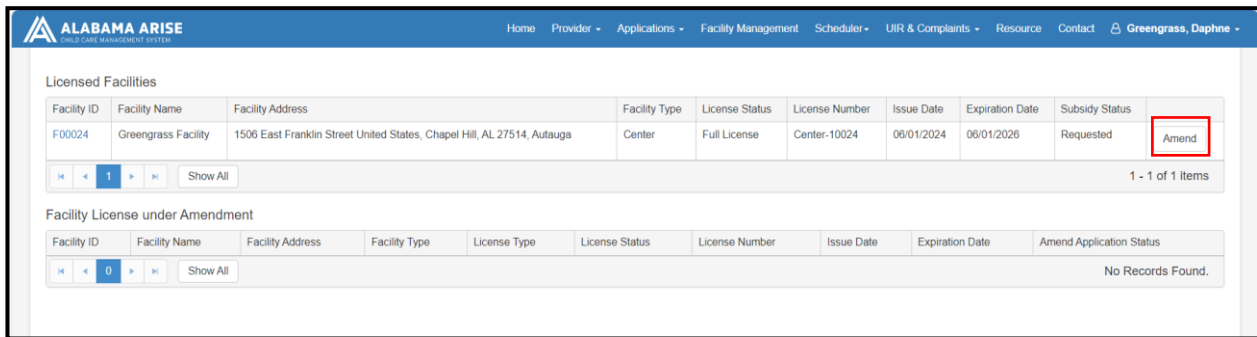 ALABAMA ARISE
CHILD CARE MANAGEMENT SYSTEM
Home Provider Applications Facility Management Scheduler UIR & Complaints Resource Contact Greengrass, Daphne
Licensed Facilities
Facility ID Facility Name Facility Address Facility Type License Status License Number Issue Date Expiration Date Subsidy Status
F00024 Greengrass Facility 1506 East Franklin Street United States, Chapel Hill, AL 27514, Autauga Center Full License Center-10024 06/01/2024 06/01/2026 Requested Amend
1 Show All 1 - 1 of 1 items
Facility License under Amendment
Facility ID Facility Name Facility Address Facility Type License Type License Status License Number Issue Date Expiration Date Amend Application Status
0 Show All No Records Found.